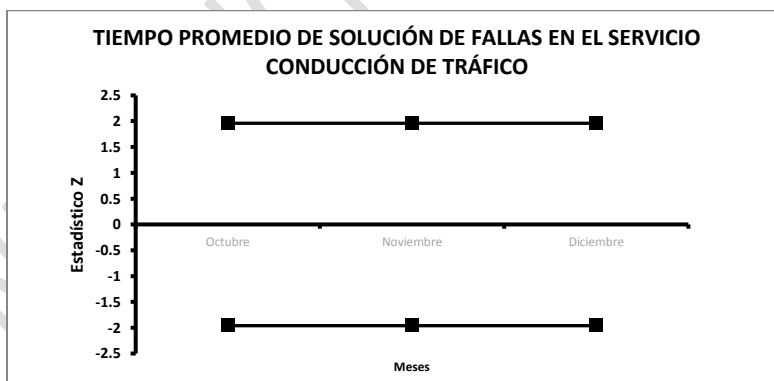 TIEMPO PROMEDIO DE SOLUCIÓN DE FALLAS EN EL SERVICIO
CONDUCCIÓN DE TRÁFICO
2.5
2
1.5
1
0.5
0
-0.5
-1
-1.5
-2
-2.5
Estadístico Z
Octubre
Noviembre
Diciembre
Meses